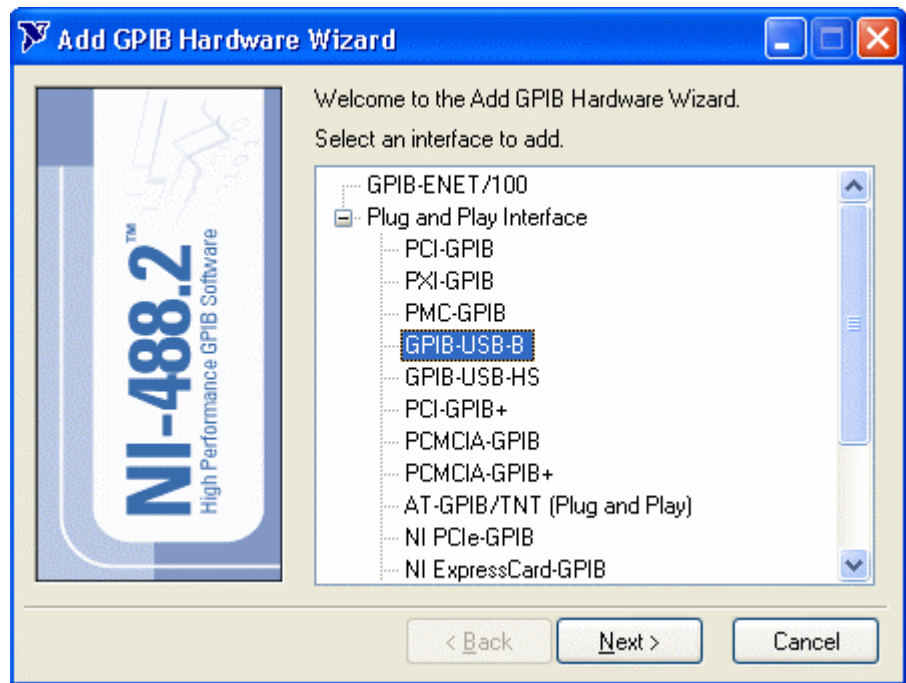 Add GPIB Hardware Wizard
NI-488.2™
High Performance GPIB Software
Welcome to the Add GPIB Hardware Wizard.
Select an interface to add.
GPIB-ENET/100
Plug and Play Interface
PCI-GPIB
PXI-GPIB
PMC-GPIB
GPIB-USB-B
GPIB-USB-HS
PCI-GPIB+
PCMCIA-GPIB
PCMCIA-GPIB+
AT-GPIB/TNT (Plug and Play)
NI PCIe-GPIB
NI ExpressCard-GPIB
< Back
Next >
Cancel